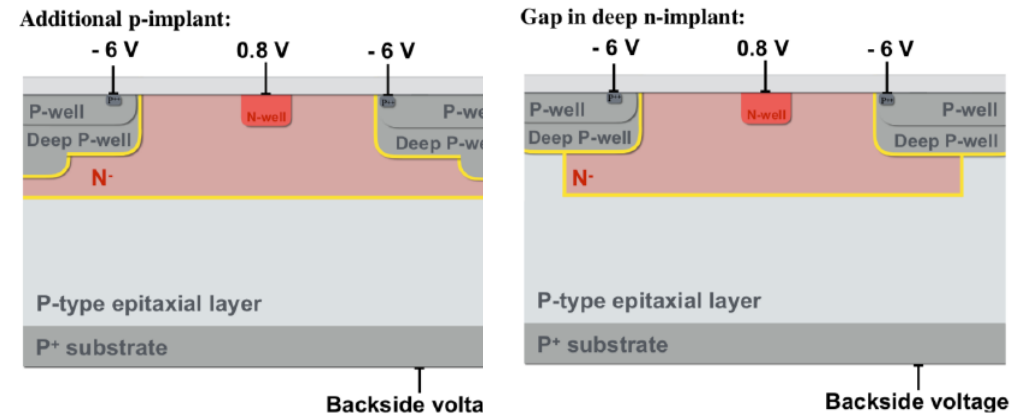 Additional p-implant:
- 6 V
0.8 V
- 6 V
P-well
P++
N-well
P++
P-we
Deep P-well
Deep P-we
N-
P-type epitaxial layer
P+ substrate
Backside volta
Gap in deep n-implant:
- 6 V
0.8 V
- 6 V
P-well
P++
N-well
P++
P-well
Deep P-well
Deep P-well
N-
P-type epitaxial layer
P+ substrate
Backside voltage